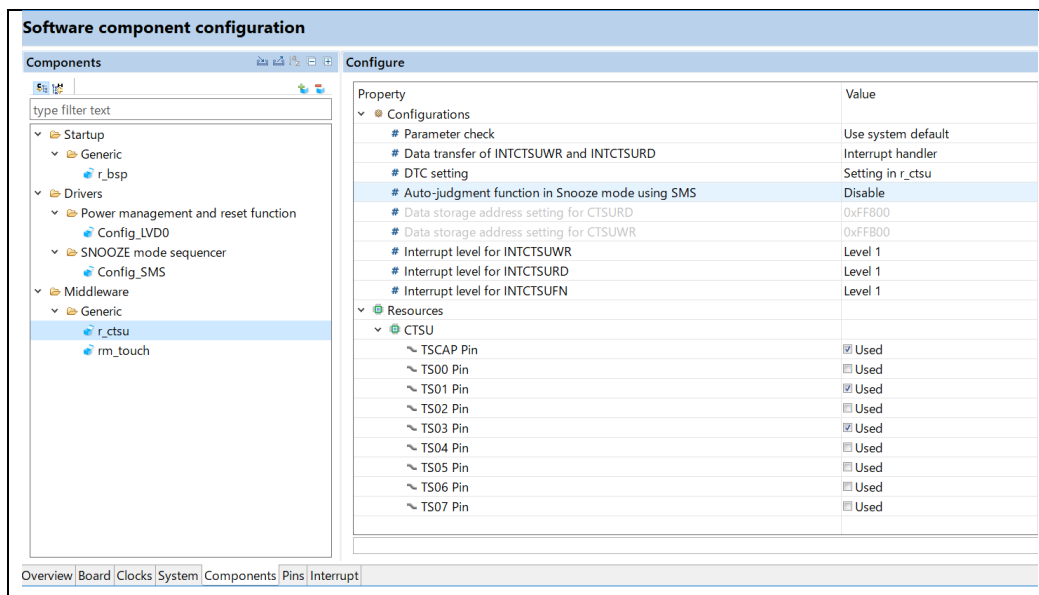 Software component configuration
Components
Configure
type filter text
Startup
Generic
r_bsp
Drivers
Power management and reset function
Config_LVD0
SNOOZE mode sequencer
Config_SMS
Middleware
Generic
r_ctsu
rm_touch
Property Value
Configurations
# Parameter check Use system default
# Data transfer of INTCTSUWR and INTCTSURD Interrupt handler
# DTC setting Setting in r_ctsu
# Auto-judgment function in Snooze mode using SMS Disable
# Data storage address setting for CTSURD 0xFF800
# Data storage address setting for CTSUWR 0xFFB00
# Interrupt level for INTCTSUWR Level 1
# Interrupt level for INTCTSURD Level 1
# Interrupt level for INTCTSUFN Level 1
Resources
CTSU
TSCAP Pin Used
TS00 Pin Used
TS01 Pin Used
TS02 Pin Used
TS03 Pin Used
TS04 Pin Used
TS05 Pin Used
TS06 Pin Used
TS07 Pin Used
Overview Board Clocks System Components Pins Interrupt